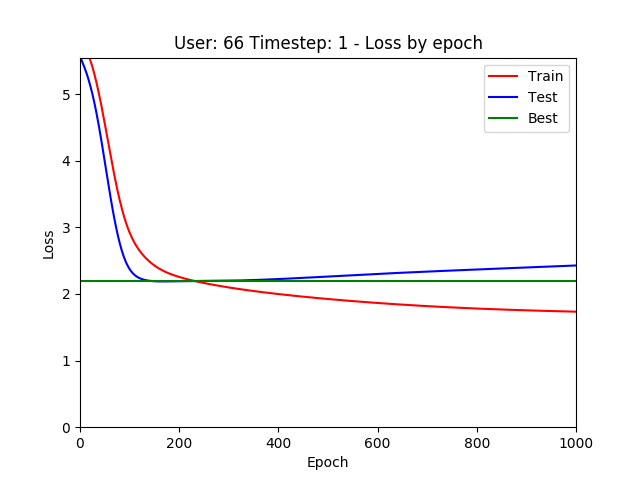 User: 66 Timestep: 1 - Loss by epoch
Train
Test
Best
5
4
3
2
1
0
Loss
0 200 400 600 800 1000
Epoch